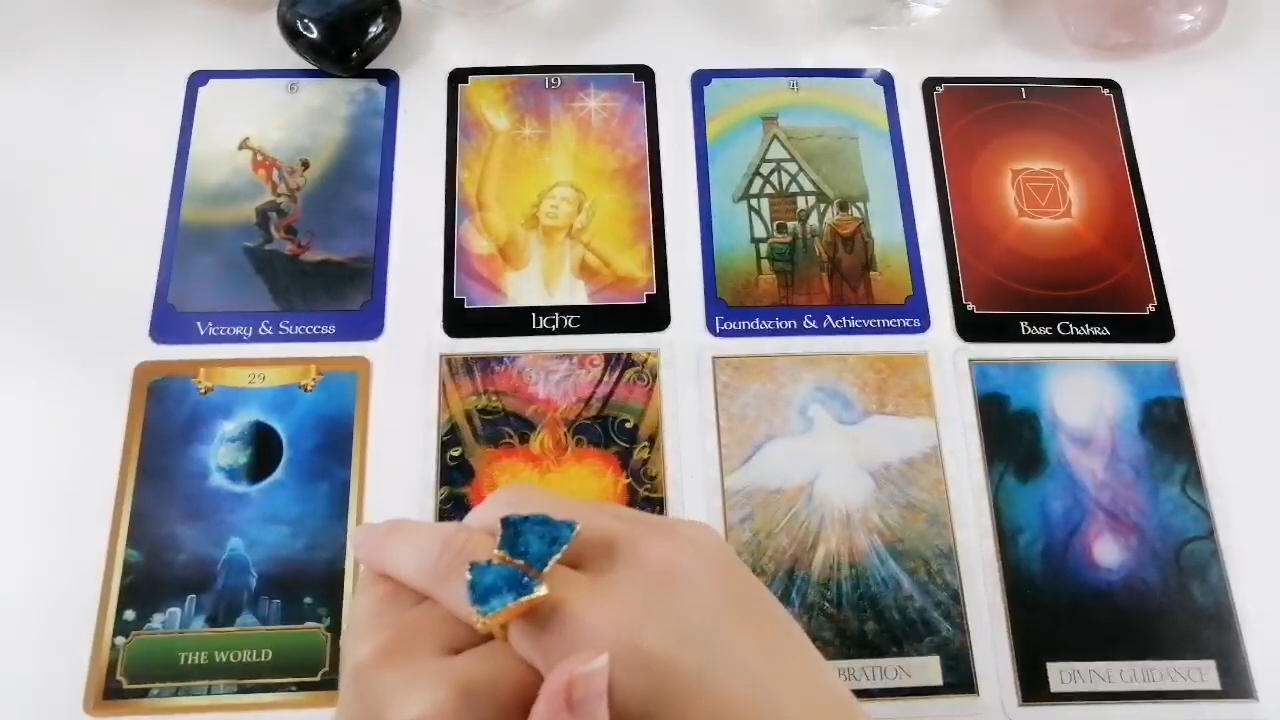 6
Victory & Success
19
Light
4
Foundation & Achievements
1
Base Chakra
29
THE WORLD
BRATION
DIVINE GUIDANCE